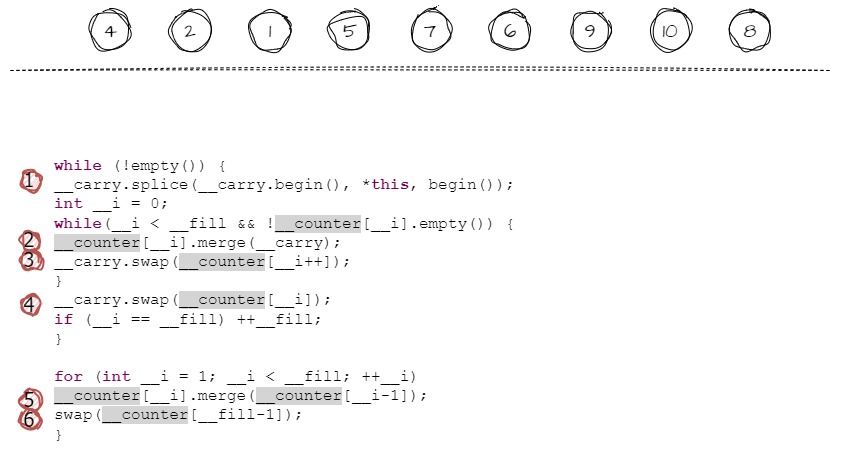 4 2 1 5 7 6 9 10 8
while (!empty()) {
1 __carry.splice(__carry.begin(), *this, begin());
int __i = 0;
while(__i < __fill && !__counter[__i].empty()) {
2 __counter[__i].merge(__carry);
3 __carry.swap(__counter[__i++]);
}
4 __carry.swap(__counter[__i]);
if (__i == __fill) ++__fill;
}
for (int __i = 1; __i < __fill; ++__i)
5 __counter[__i].merge(__counter[__i-1]);
6 swap(__counter[__fill-1]);
}